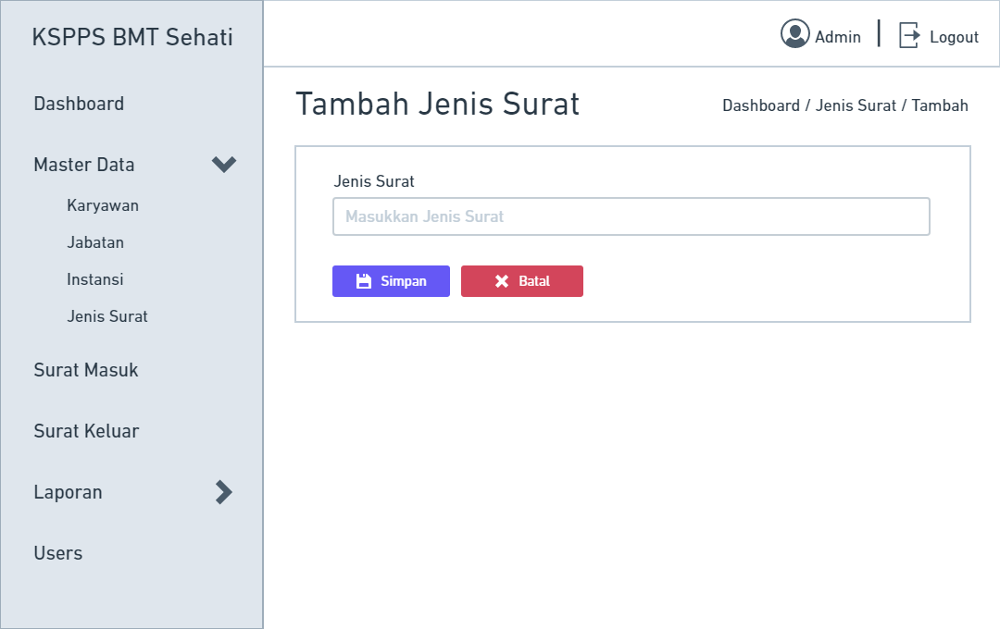 KSPPS BMT Sehati
Admin
Logout
Dashboard
Master Data
Karyawan
Jabatan
Instansi
Jenis Surat
Surat Masuk
Surat Keluar
Laporan
Users
Tambah Jenis Surat
Dashboard / Jenis Surat / Tambah
Jenis Surat
Masukkan Jenis Surat
Simpan
Batal